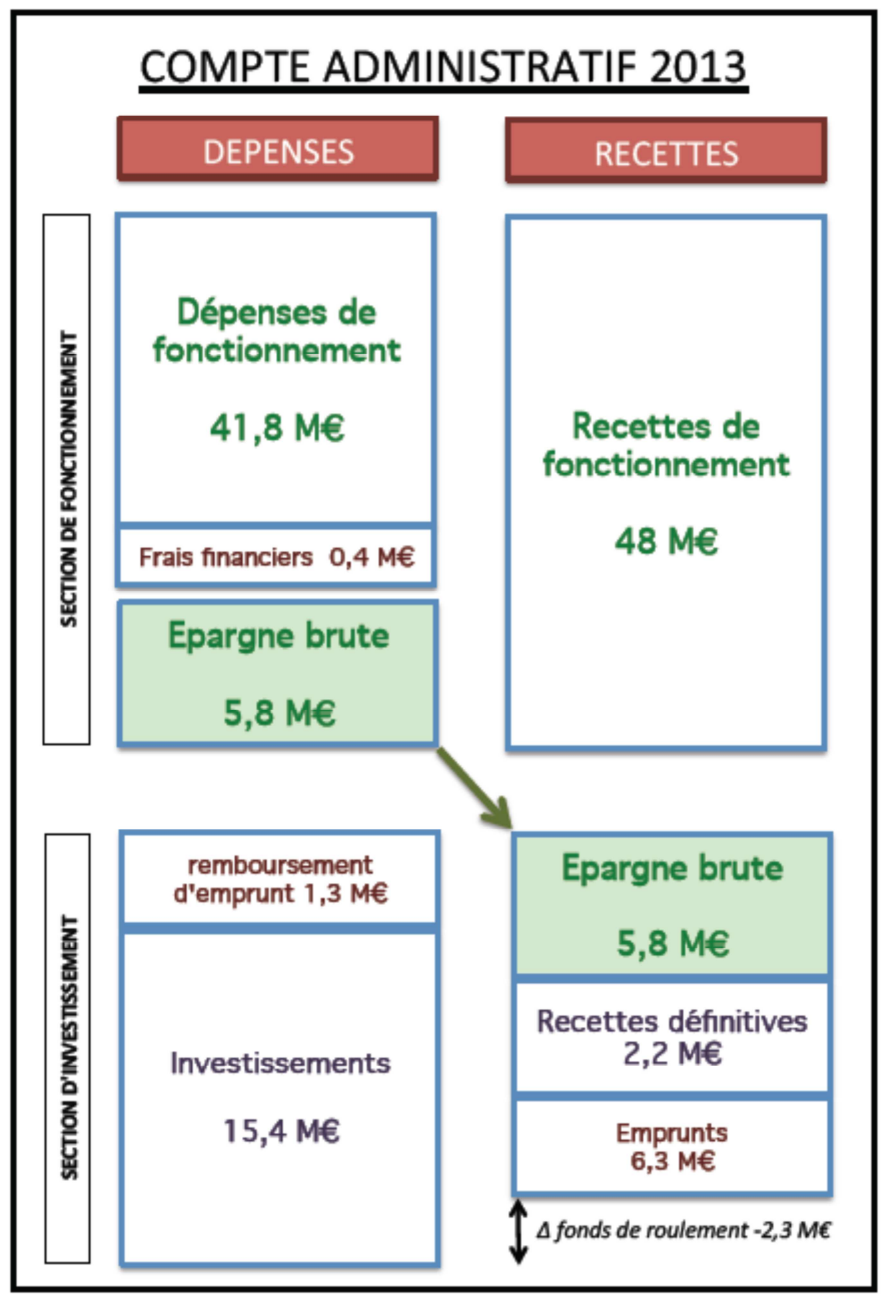 COMPTE ADMINISTRATIF 2013
DEPENSES
RECETTES
SECTION DE FONCTIONNEMENT
Dépenses de
fonctionnement
41,8 M€
Frais financiers 0,4 M€
Epargne brute
5,8 M€
Recettes de
fonctionnement
48 M€
SECTION D'INVESTISSEMENT
remboursement
d'emprunt 1,3 M€
Investissements
15,4 M€
Epargne brute
5,8 M€
Recettes définitives
2,2 M€
Emprunts
6,3 M€
Δ fonds de roulement -2,3 M€